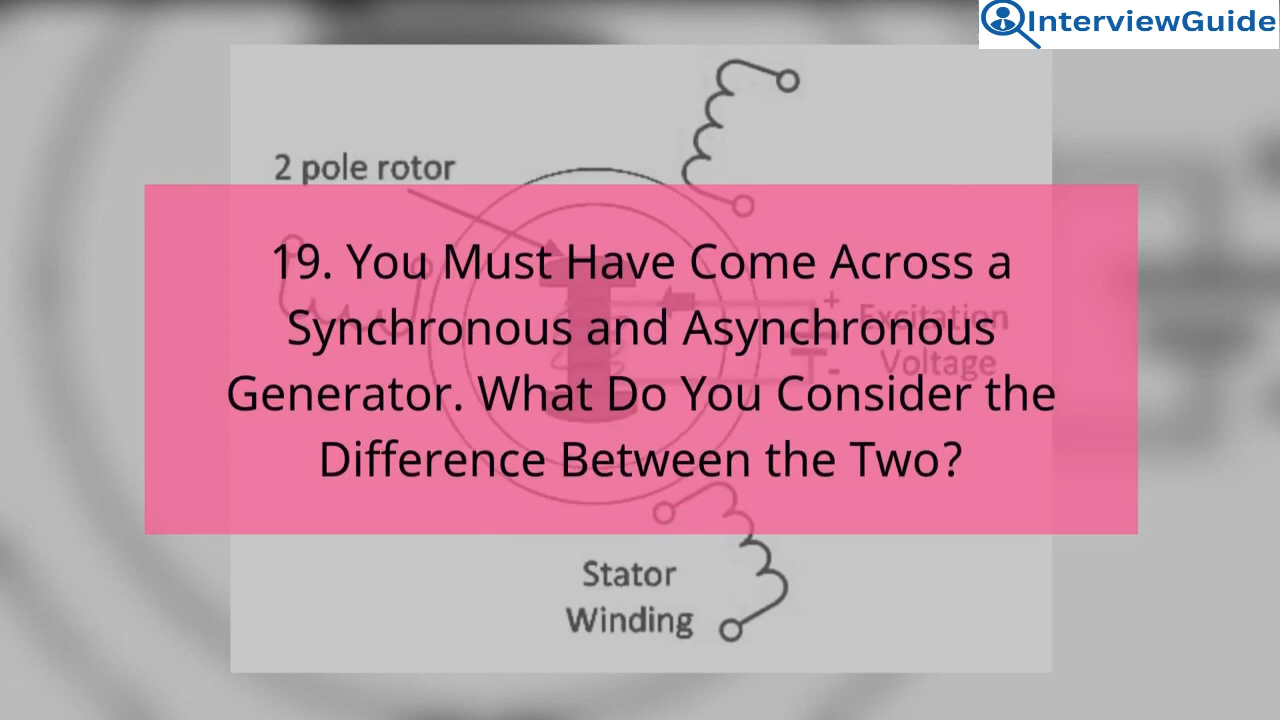 InterviewGuide
2 pole rotor
19. You Must Have Come Across a
Synchronous and Asynchronous
Generator. What Do You Consider the
Difference Between the Two?
+
Excitation
Voltage
-
Stator
Winding